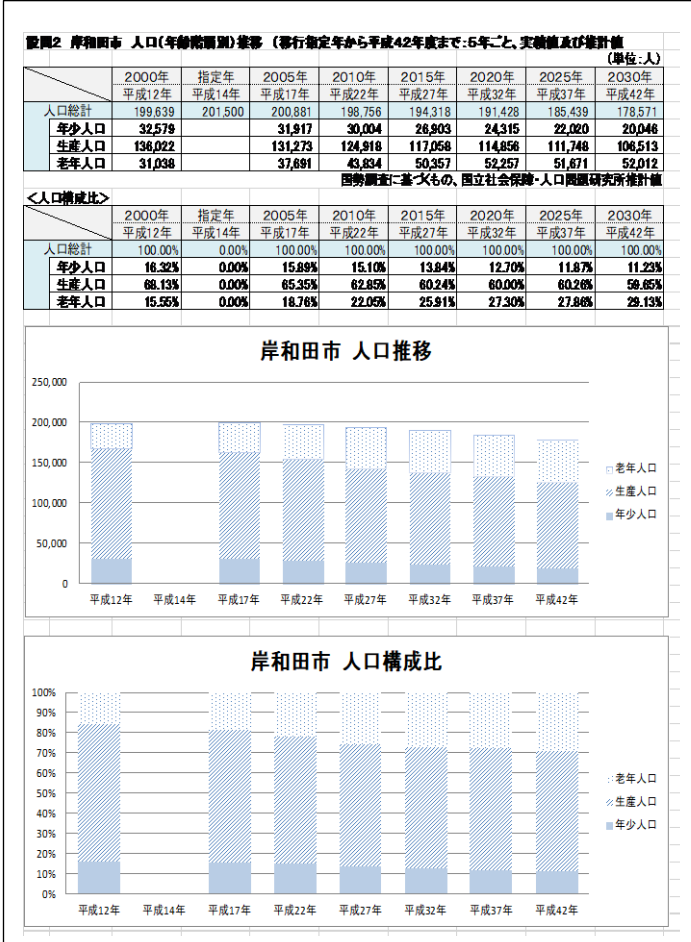 設問2 岸和田市 人口(年齢階層別)推移 (移行指定年から平成42年度まで:5年ごと、実績値及び推計値
(単位:人)
2000年 指定年 2005年 2010年 2015年 2020年 2025年 2030年
平成12年 平成14年 平成17年 平成22年 平成27年 平成32年 平成37年 平成42年
人口総計 199,639 201,500 200,881 198,756 194,318 191,428 185,439 178,571
年少人口 32,579 31,917 30,004 26,903 24,315 22,020 20,046
生産人口 136,022 131,273 124,918 117,058 114,856 111,748 106,513
老年人口 31,038 37,691 43,834 50,357 52,257 51,671 52,012
国勢調査に基づくもの、国立社会保障・人口問題研究所推計値
<人口構成比>
2000年 指定年 2005年 2010年 2015年 2020年 2025年 2030年
平成12年 平成14年 平成17年 平成22年 平成27年 平成32年 平成37年 平成42年
人口総計 100.00% 0.00% 100.00% 100.00% 100.00% 100.00% 100.00% 100.00%
年少人口 16.32% 0.00% 15.89% 15.10% 13.84% 12.70% 11.87% 11.23%
生産人口 68.13% 0.00% 65.35% 62.85% 60.24% 60.00% 60.26% 59.65%
老年人口 15.55% 0.00% 18.76% 22.05% 25.91% 27.30% 27.86% 29.13%
岸和田市 人口推移
250,000
200,000
150,000
100,000
50,000
0
平成12年 平成14年 平成17年 平成22年 平成27年 平成32年 平成37年 平成42年
老年人口
生産人口
年少人口
岸和田市 人口構成比
100%
90%
80%
70%
60%
50%
40%
30%
20%
10%
0%
平成12年 平成14年 平成17年 平成22年 平成27年 平成32年 平成37年 平成42年
老年人口
生産人口
年少人口